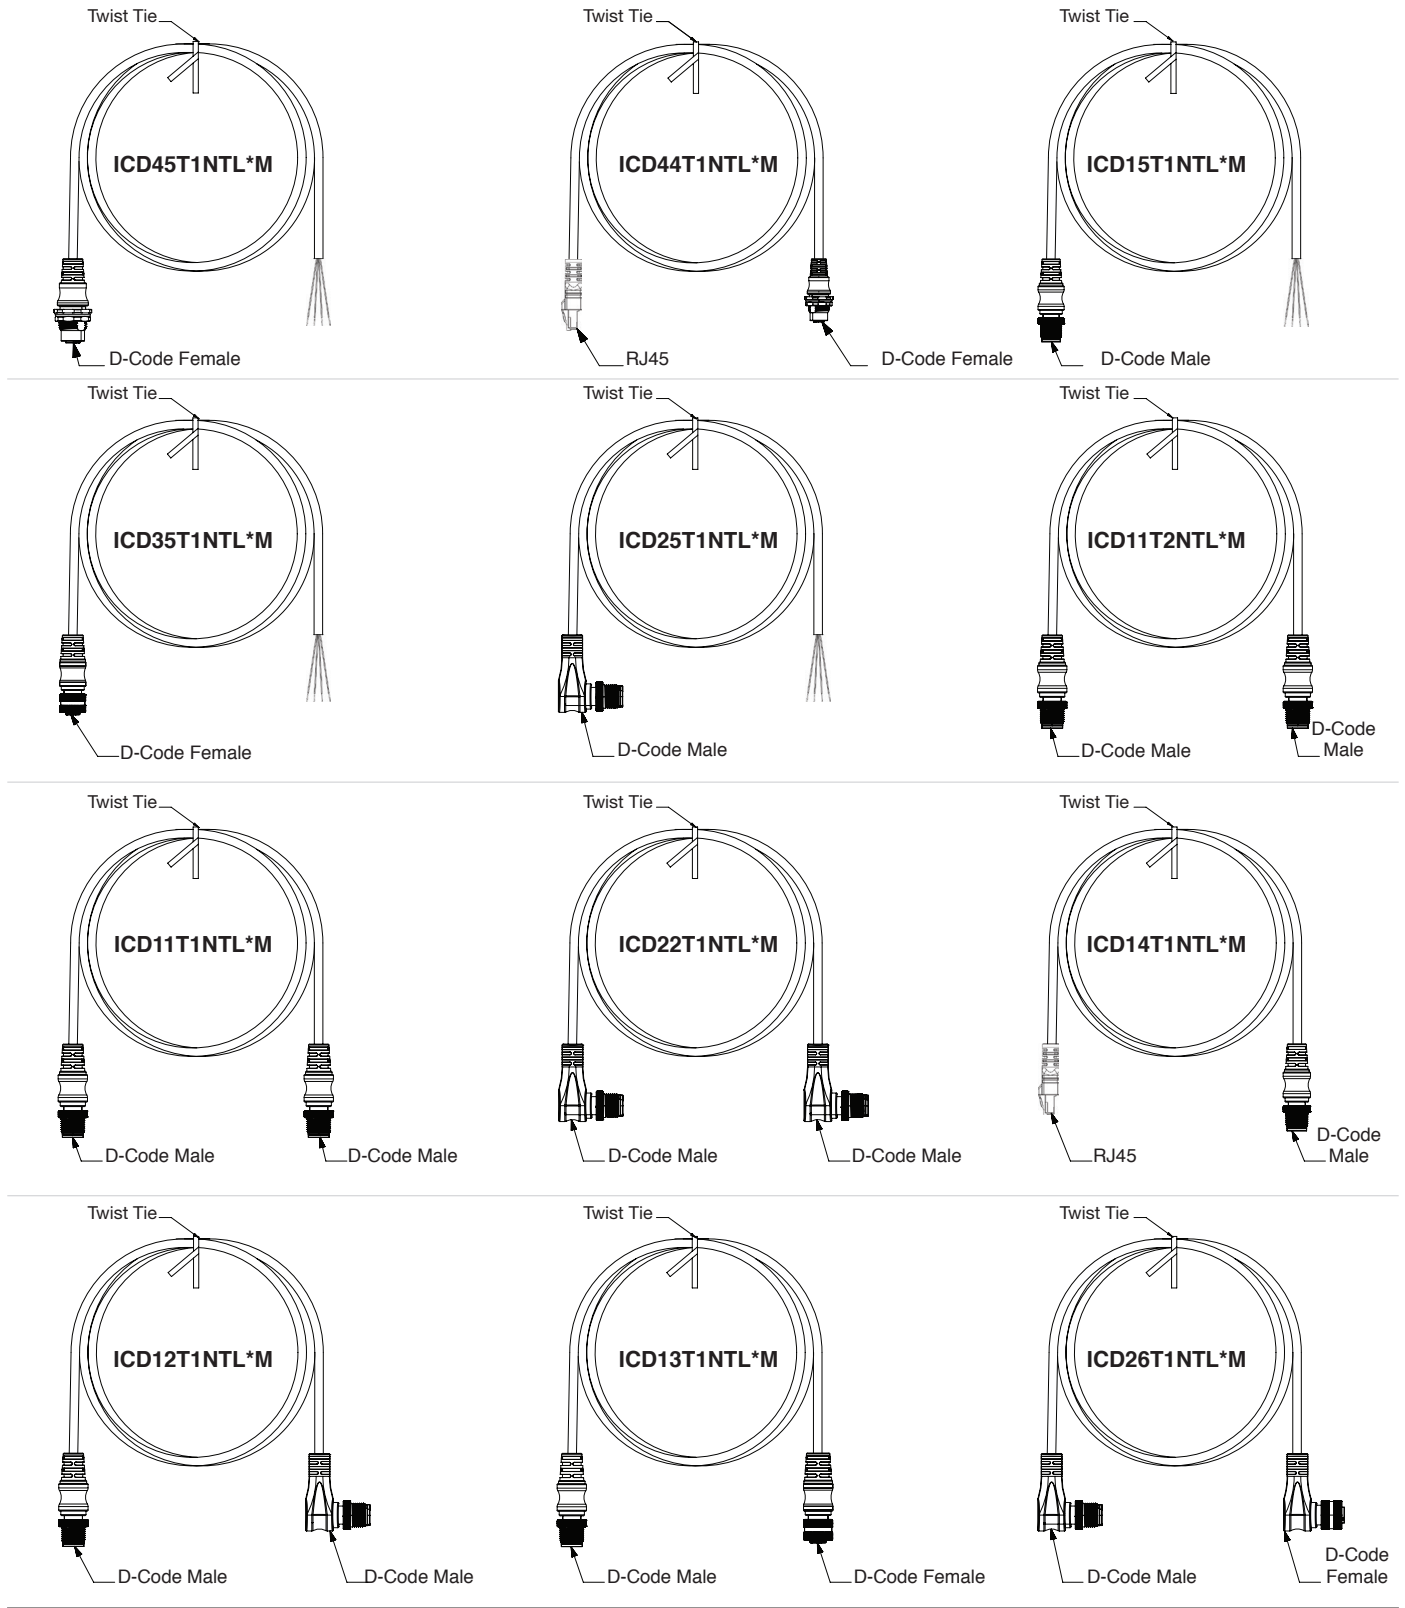 Twist Tie
ICD45T1NTL*M
D-Code Female
Twist Tie
ICD44T1NTL*M
RJ45
D-Code Female
Twist Tie
ICD15T1NTL*M
D-Code Male
Twist Tie
ICD35T1NTL*M
D-Code Female
Twist Tie
ICD25T1NTL*M
D-Code Male
Twist Tie
ICD11T2NTL*M
D-Code Male
D-Code
Male
Twist Tie
ICD11T1NTL*M
D-Code Male
D-Code Male
Twist Tie
ICD22T1NTL*M
D-Code Male
D-Code Male
Twist Tie
ICD14T1NTL*M
RJ45
D-Code
Male
Twist Tie
ICD12T1NTL*M
D-Code Male
D-Code Male
Twist Tie
ICD13T1NTL*M
D-Code Male
D-Code Female
Twist Tie
ICD26T1NTL*M
D-Code Male
D-Code
Female